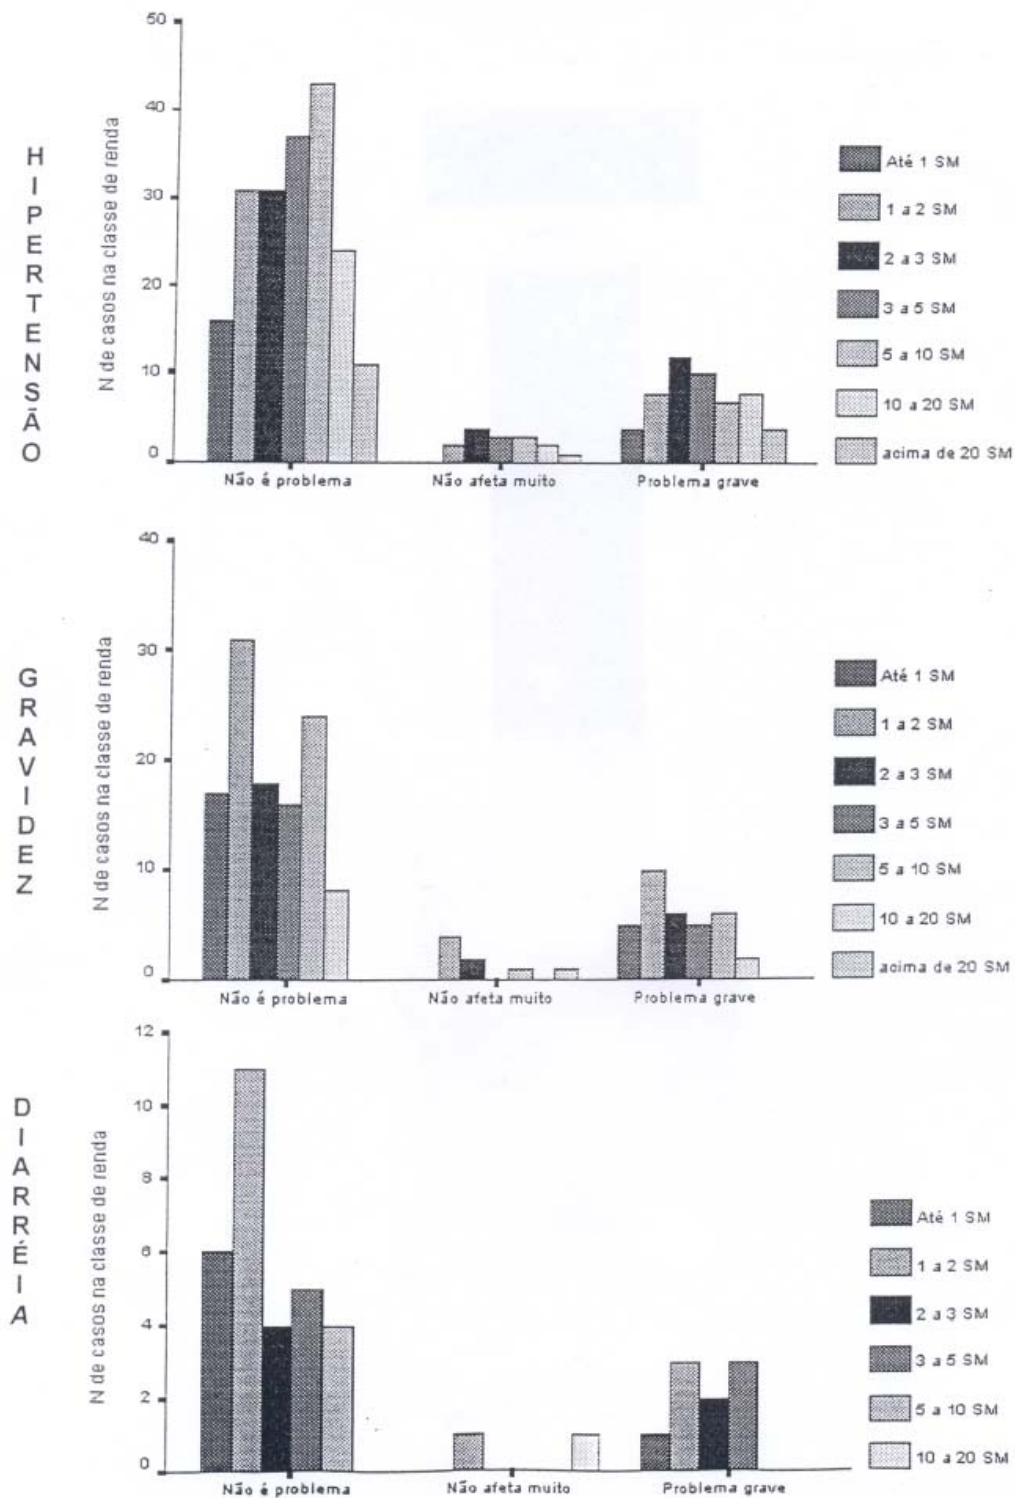 HIPERTENSÃO
N de casos na classe de renda
50
40
30
20
10
0
Não é problema
Não afeta muito
Problema grave
Até 1 SM
1 a 2 SM
2 a 3 SM
3 a 5 SM
5 a 10 SM
10 a 20 SM
acima de 20 SM
GRAVIDEZ
N de casos na classe de renda
40
30
20
10
0
Não é problema
Não afeta muito
Problema grave
Até 1 SM
1 a 2 SM
2 a 3 SM
3 a 5 SM
5 a 10 SM
10 a 20 SM
acima de 20 SM
DIARRÉIA
N de casos na classe de renda
12
10
8
6
4
2
0
Não é problema
Não afeta muito
Problema grave
Até 1 SM
1 a 2 SM
2 a 3 SM
3 a 5 SM
5 a 10 SM
10 a 20 SM